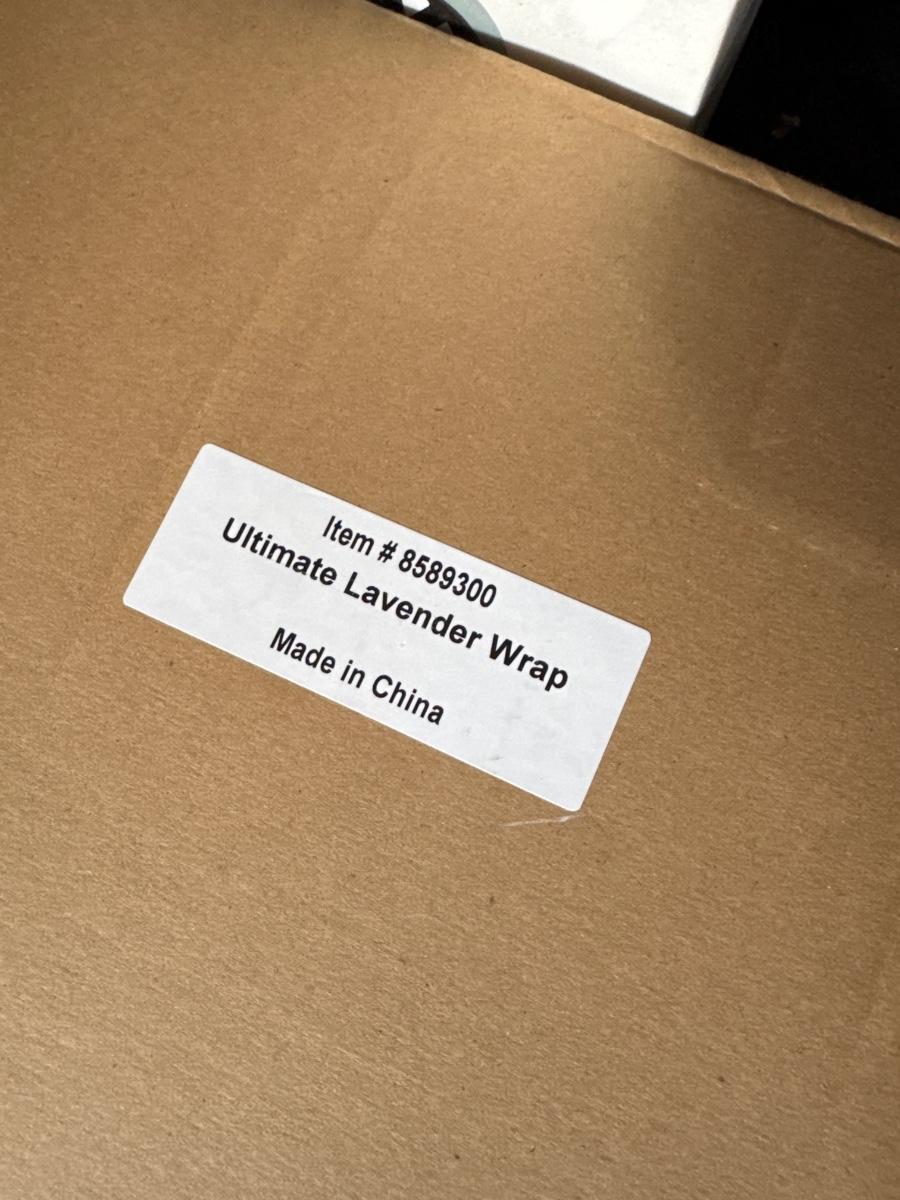 Item # 8589300
Ultimate Lavender Wrap
Made in China